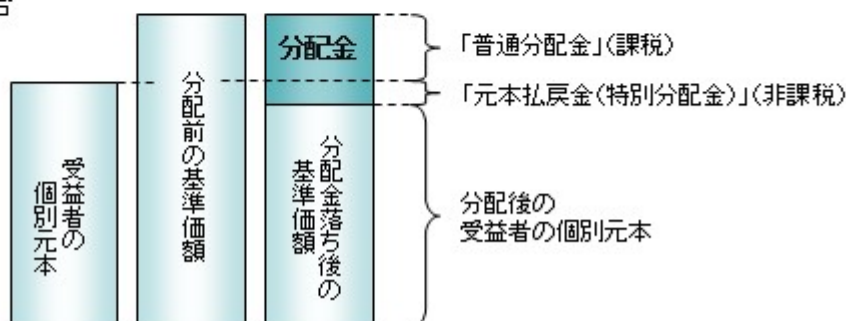 分配金
「普通分配金」(課税)
「元本払戻金(特別分配金)」(非課税)
受益者の
個別元本
分配前の基準価額
分配金落ち後の
基準価額
分配後の
受益者の個別元本